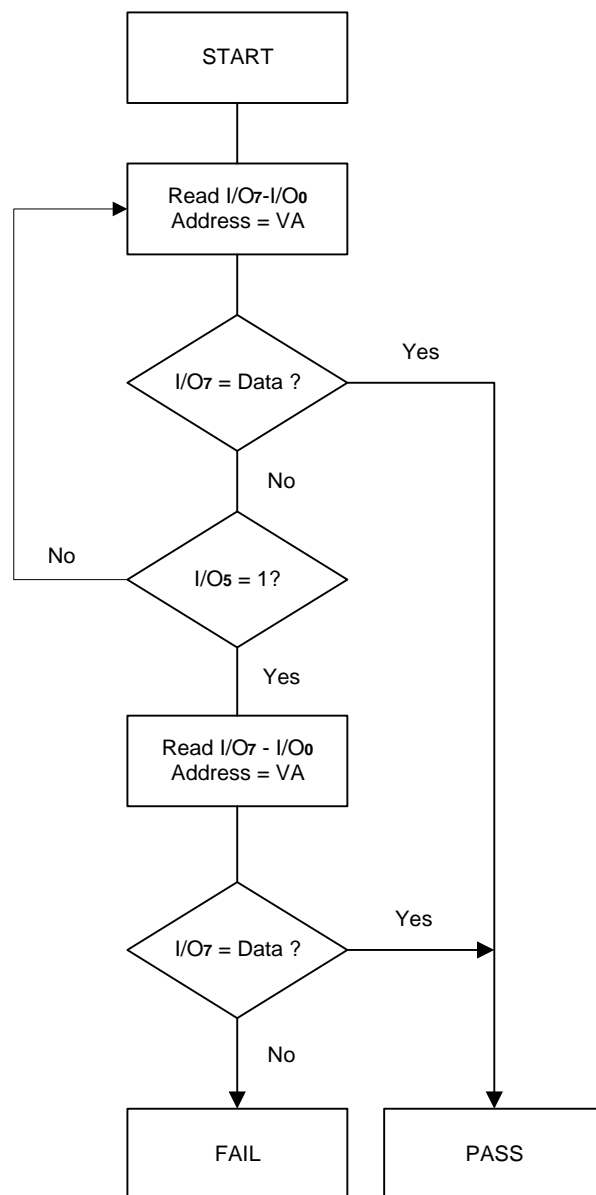 START
Read I/O7-I/O0
Address = VA
Yes
I/O7 = Data ?
No
No
I/O5 = 1?
Yes
Read I/O7 - I/O0
Address = VA
Yes
I/O7 = Data ?
No
FAIL
PASS